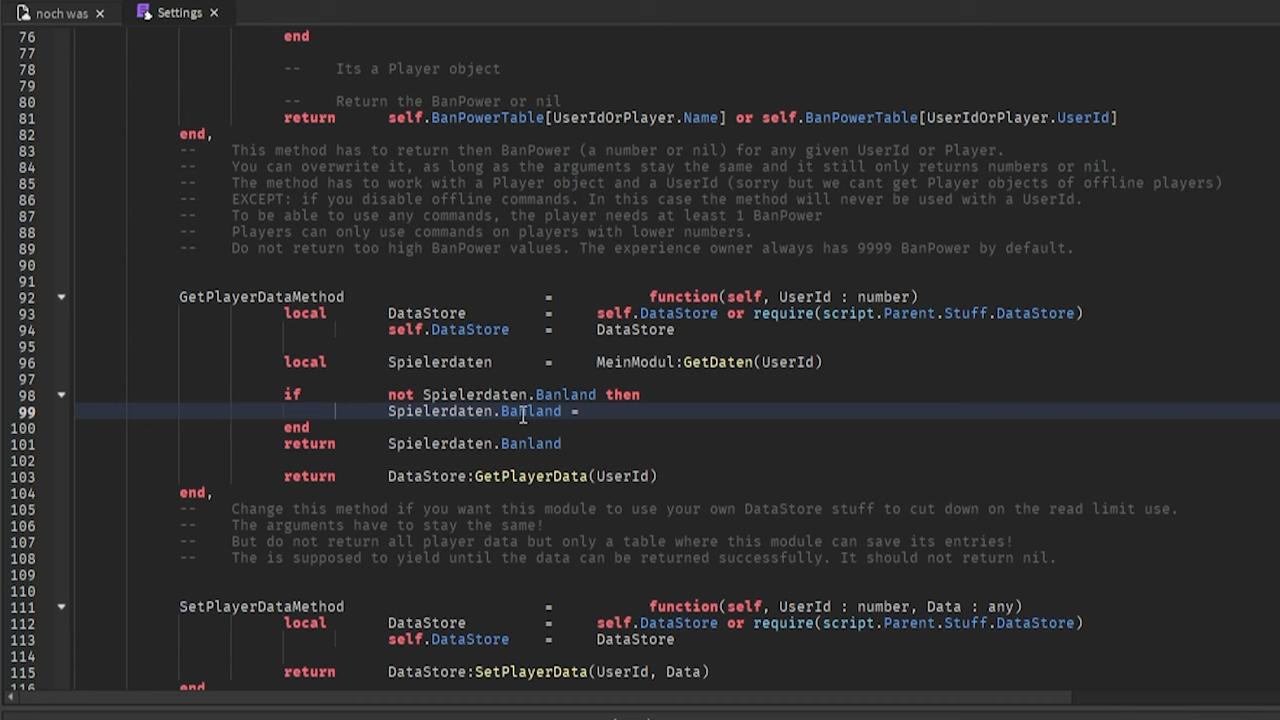 noch was × Settings ×
76 end
77
78 -- Its a Player object
79
80 -- Return the BanPower or nil
81 return self.BanPowerTable[UserIdOrPlayer.Name] or self.BanPowerTable[UserIdOrPlayer.UserId]
82 end,
83 -- This method has to return then BanPower (a number or nil) for any given UserId or Player.
84 -- You can overwrite it, as long as the arguments stay the same and it still only returns numbers or nil.
85 -- The method has to work with a Player object and a UserId (sorry but we cant get Player objects of offline players)
86 -- EXCEPT: if you disable offline commands. In this case the method will never be used with a UserId.
87 -- To be able to use any commands, the player needs at least 1 BanPower
88 -- Players can only use commands on players with lower numbers.
89 -- Do not return too high BanPower values. The experience owner always has 9999 BanPower by default.
90
91
92 GetPlayerDataMethod = function(self, UserId : number)
93 local DataStore = self.DataStore or require(script.Parent.Stuff.DataStore)
94 self.DataStore = DataStore
95
96 local Spielerdaten = MeinModul:GetDaten(UserId)
97
98 if not Spielerdaten.Banland then
99 Spielerdaten.Banland =
100 end
101 return Spielerdaten.Banland
102
103 return DataStore:GetPlayerData(UserId)
104 end,
105 -- Change this method if you want this module to use your own DataStore stuff to cut down on the read limit use.
106 -- The arguments have to stay the same!
107 -- But do not return all player data but only a table where this module can save its entries!
108 -- The is supposed to yield until the data can be returned successfully. It should not return nil.
109
110
111 SetPlayerDataMethod = function(self, UserId : number, Data : any)
112 local DataStore = self.DataStore or require(script.Parent.Stuff.DataStore)
113 self.DataStore = DataStore
114
115 return DataStore:SetPlayerData(UserId, Data)
116 end